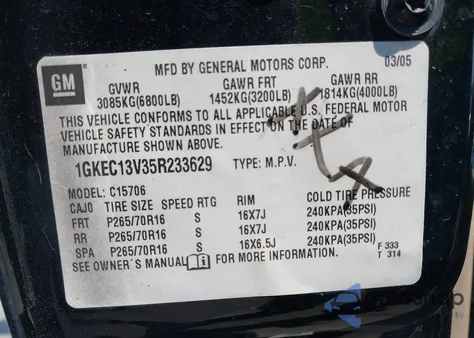 MFD BY GENERAL MOTORS CORP. 03/05
GM
GVWR GAWR FRT GAWR RR
3085KG(6800LB) 1452KG(3200LB) 1814KG(4000LB)
THIS VEHICLE CONFORMS TO ALL APPLICABLE U.S. FEDERAL MOTOR
VEHICLE SAFETY STANDARDS IN EFFECT ON THE DATE OF
MANUFACTURE SHOWN ABOVE.
1GKEC13V35R233629 TYPE: M.P.V.
MODEL: C15706
CAJ0 TIRE SIZE SPEED RTG RIM COLD TIRE PRESSURE
FRT P265/70R16 S 16X7J 240KPA(35PSI)
RR P265/70R16 S 16X7J 240KPA(35PSI)
SPA P265/70R16 S 16X6.5J 240KPA(35PSI)
SEE OWNER'S MANUAL FOR MORE INFORMATION. F 333
T 314